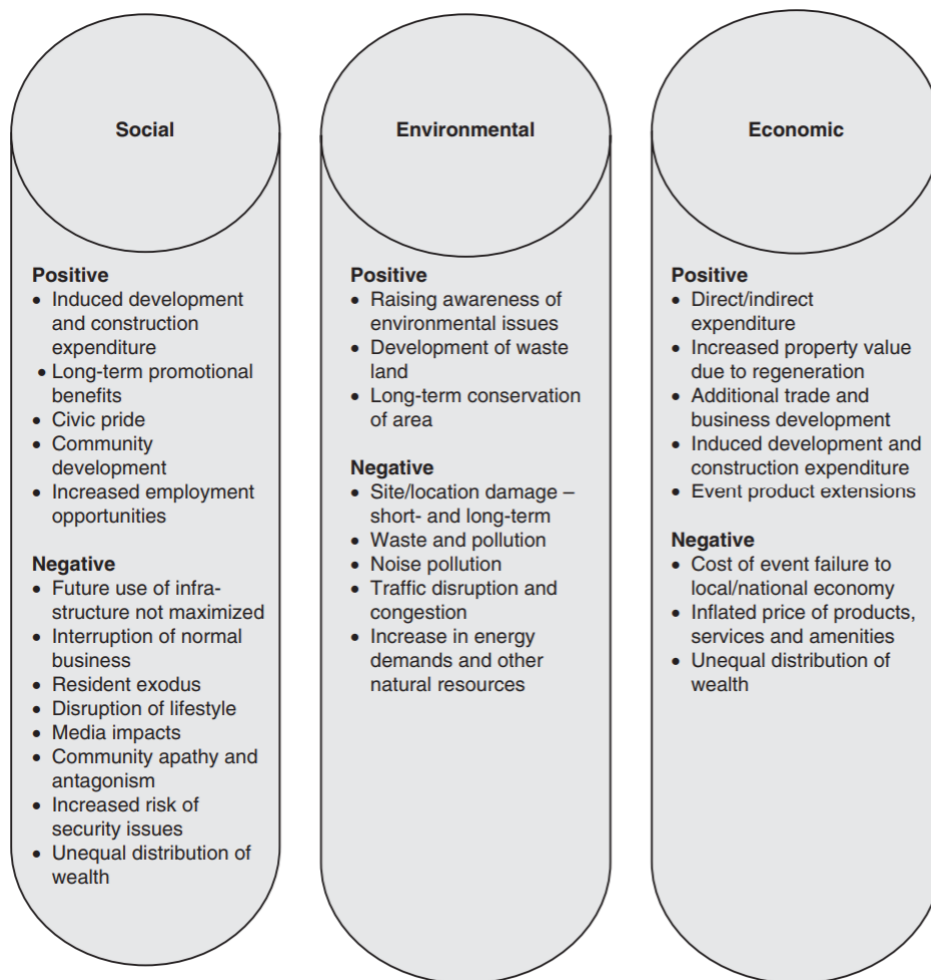 Social
Positive
• Induced development
and construction
expenditure
• Long-term promotional
benefits
• Civic pride
• Community
development
• Increased employment
opportunities
Negative
• Future use of infra-
structure not maximized
• Interruption of normal
business
• Resident exodus
• Disruption of lifestyle
• Media impacts
• Community apathy and
antagonism
• Increased risk of
security issues
• Unequal distribution of
wealth
Environmental
Positive
• Raising awareness of
environmental issues
• Development of waste
land
• Long-term conservation
of area
Negative
• Site/location damage –
short- and long-term
• Waste and pollution
• Noise pollution
• Traffic disruption and
congestion
• Increase in energy
demands and other
natural resources
Economic
Positive
• Direct/indirect
expenditure
• Increased property value
due to regeneration
• Additional trade and
business development
• Induced development and
construction expenditure
• Event product extensions
Negative
• Cost of event failure to
local/national economy
• Inflated price of products,
services and amenities
• Unequal distribution of
wealth